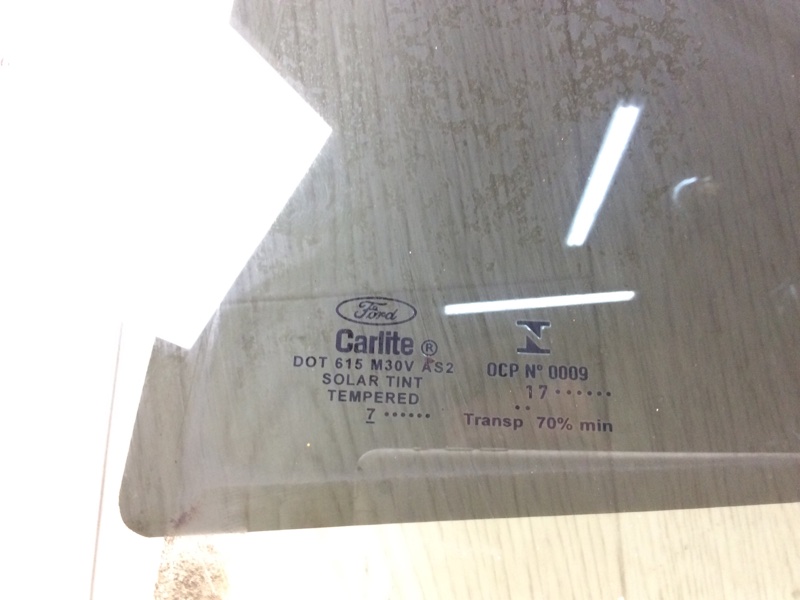 Ford
Carlite ®
DOT 615 M30V AS2
SOLAR TINT
TEMPERED
7 ••••••
N
OCP Nº 0009
17 ••••••
••
Transp 70% min